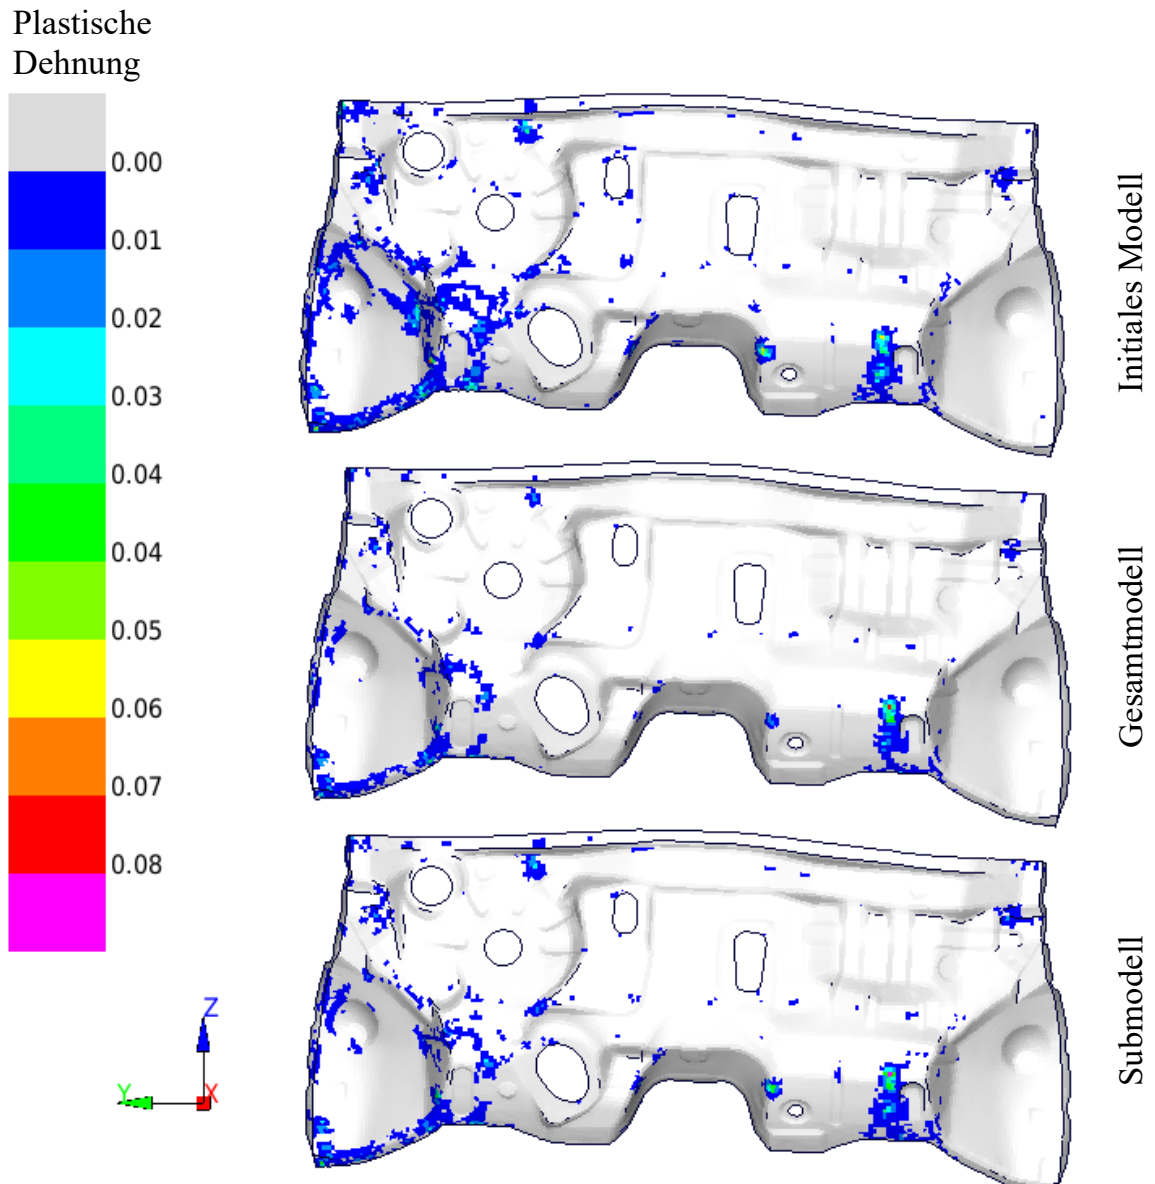 Plastische
Dehnung
0.00
0.01
0.02
0.03
0.04
0.04
0.05
0.06
0.07
0.08
Initiales Modell
Gesamtmodell
Submodell
Z
Y
X